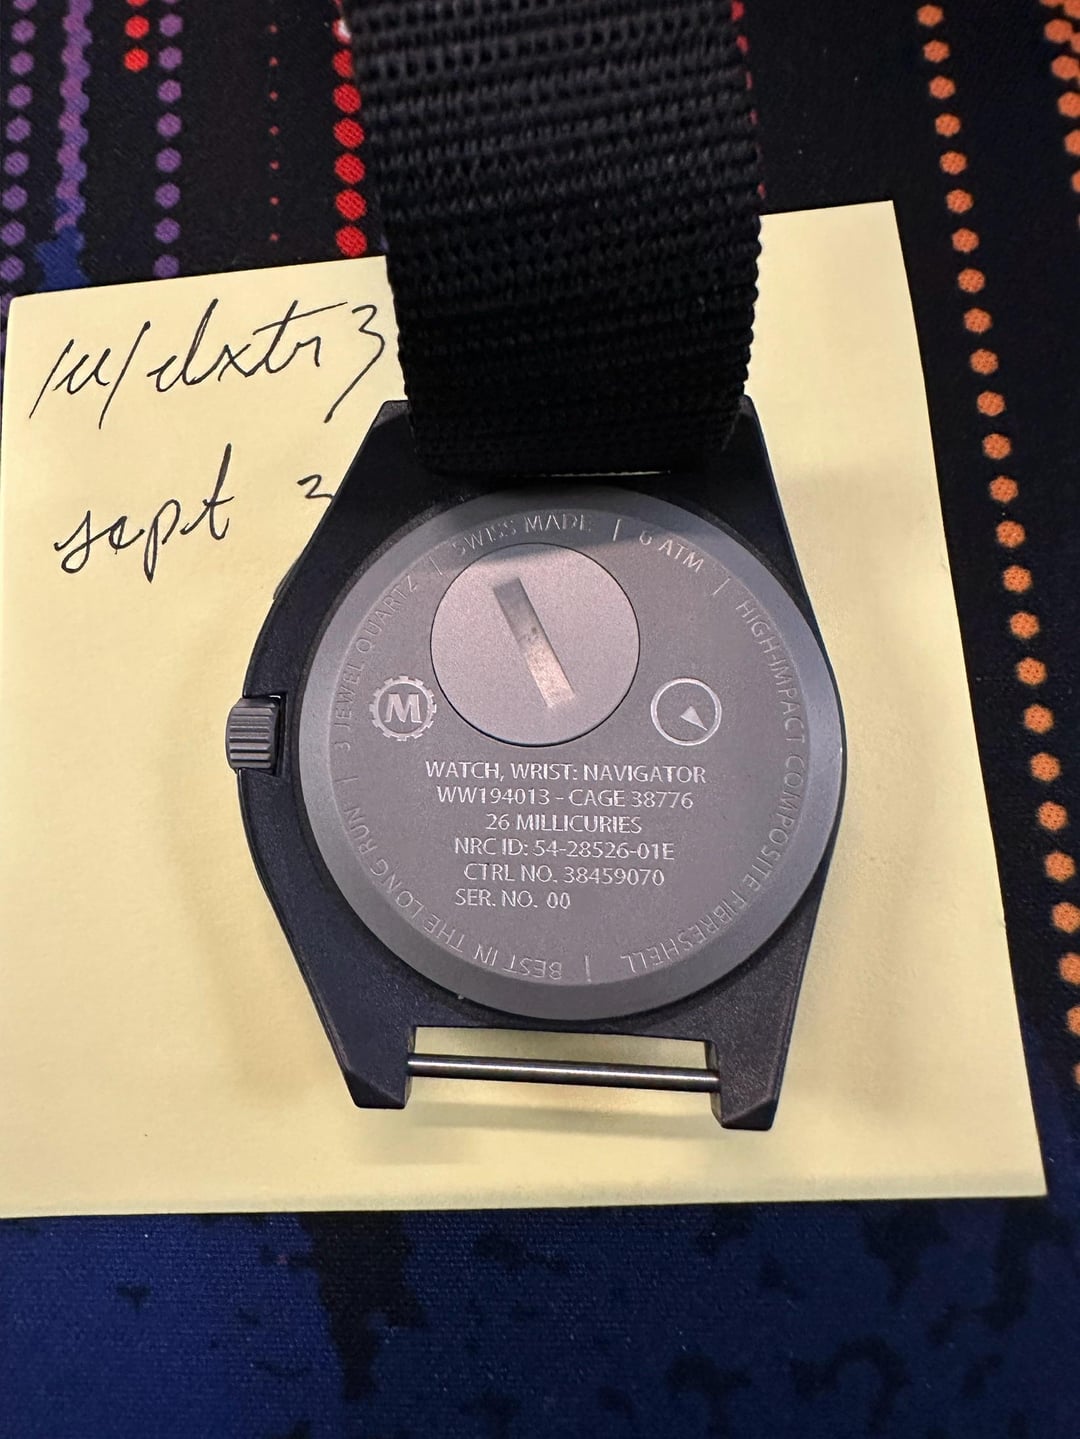 /u/dxtr3
sept 3
3 JEWEL QUARTZ | SWISS MADE | 6 ATM | HIGH-IMPACT COMPOSITE FIBRESHELL | BEST IN THE LONG RUN |
M
WATCH, WRIST: NAVIGATOR
WW194013 - CAGE 38776
26 MILLICURIES
NRC ID: 54-28526-01E
CTRL NO. 38459070
SER. NO. 00